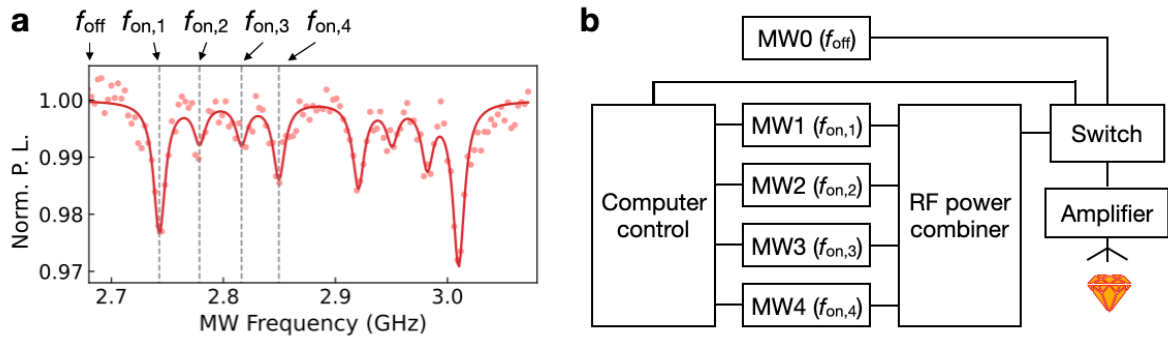 a
f_off f_on,1 f_on,2 f_on,3 f_on,4
1.00
0.99
0.98
0.97
Norm. P. L.
2.7 2.8 2.9 3.0
MW Frequency (GHz)
b
MW0 (f_off)
Computer
control
MW1 (f_on,1)
MW2 (f_on,2)
MW3 (f_on,3)
MW4 (f_on,4)
RF power
combiner
Switch
Amplifier